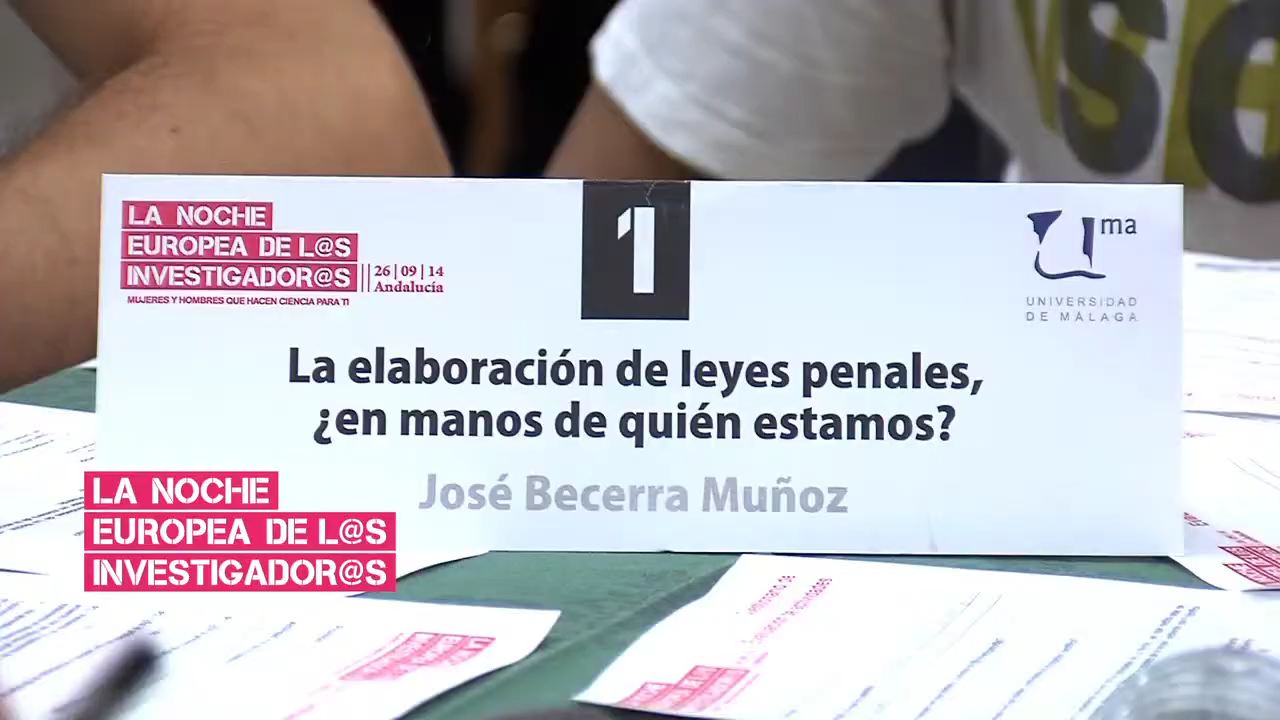 LA NOCHE
EUROPEA DE L@S
INVESTIGADOR@S
26 | 09 | 14
Andalucía
MUJERES Y HOMBRES QUE HACEN CIENCIA PARA TI
1
uma
UNIVERSIDAD
DE MÁLAGA
La elaboración de leyes penales,
¿en manos de quién estamos?
José Becerra Muñoz
LA NOCHE
EUROPEA DE L@S
INVESTIGADOR@S